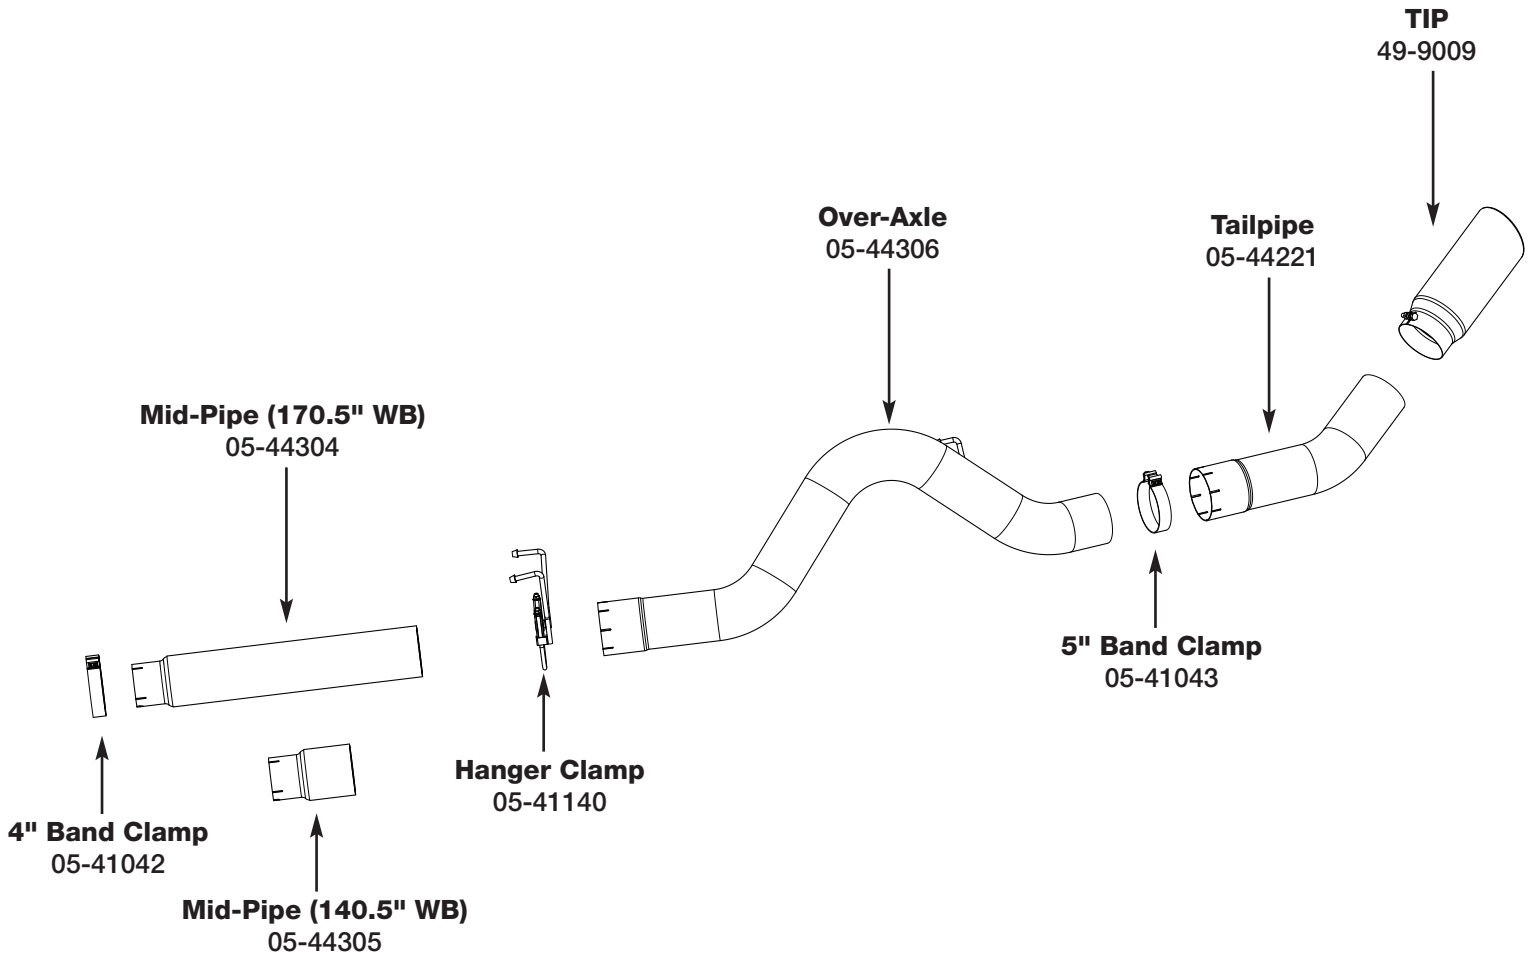 TIP
49-9009
Over-Axle
05-44306
Tailpipe
05-44221
Mid-Pipe (170.5" WB)
05-44304
5" Band Clamp
05-41043
Hanger Clamp
05-41140
4" Band Clamp
05-41042
Mid-Pipe (140.5" WB)
05-44305